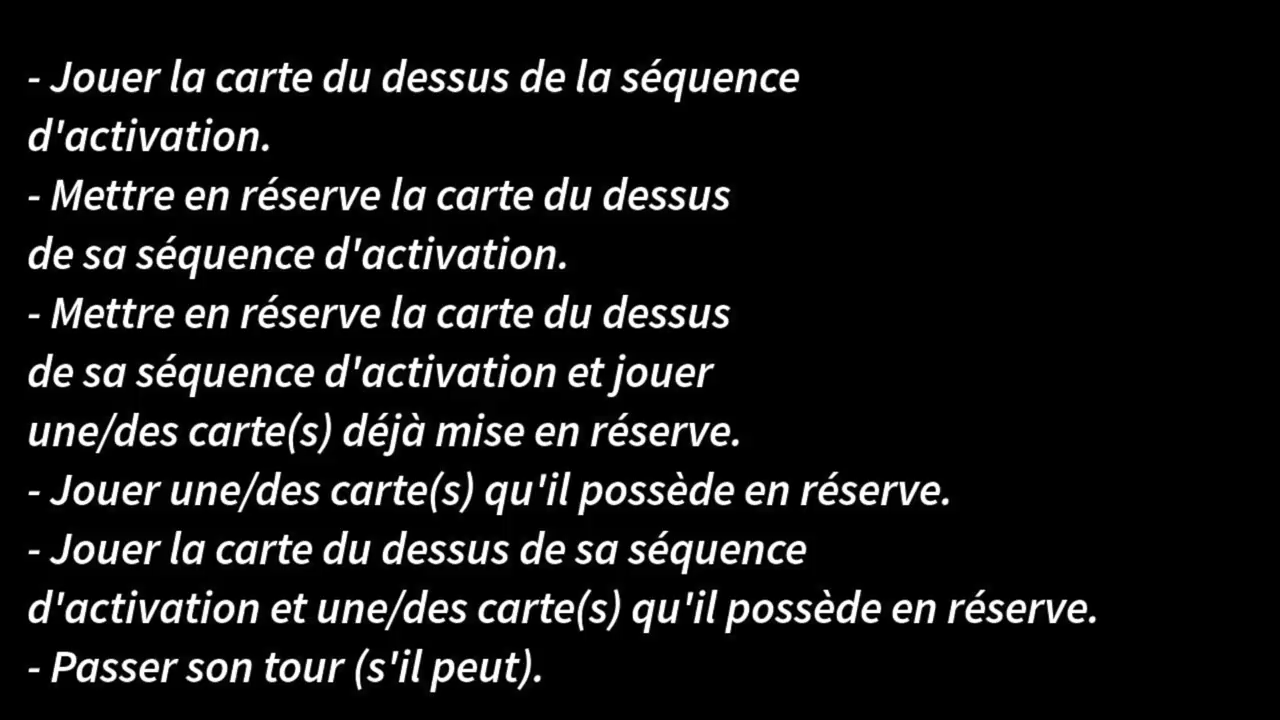 - Jouer la carte du dessus de la séquence
d'activation.
- Mettre en réserve la carte du dessus
de sa séquence d'activation.
- Mettre en réserve la carte du dessus
de sa séquence d'activation et jouer
une/des carte(s) déjà mise en réserve.
- Jouer une/des carte(s) qu'il possède en réserve.
- Jouer la carte du dessus de sa séquence
d'activation et une/des carte(s) qu'il possède en réserve.
- Passer son tour (s'il peut).